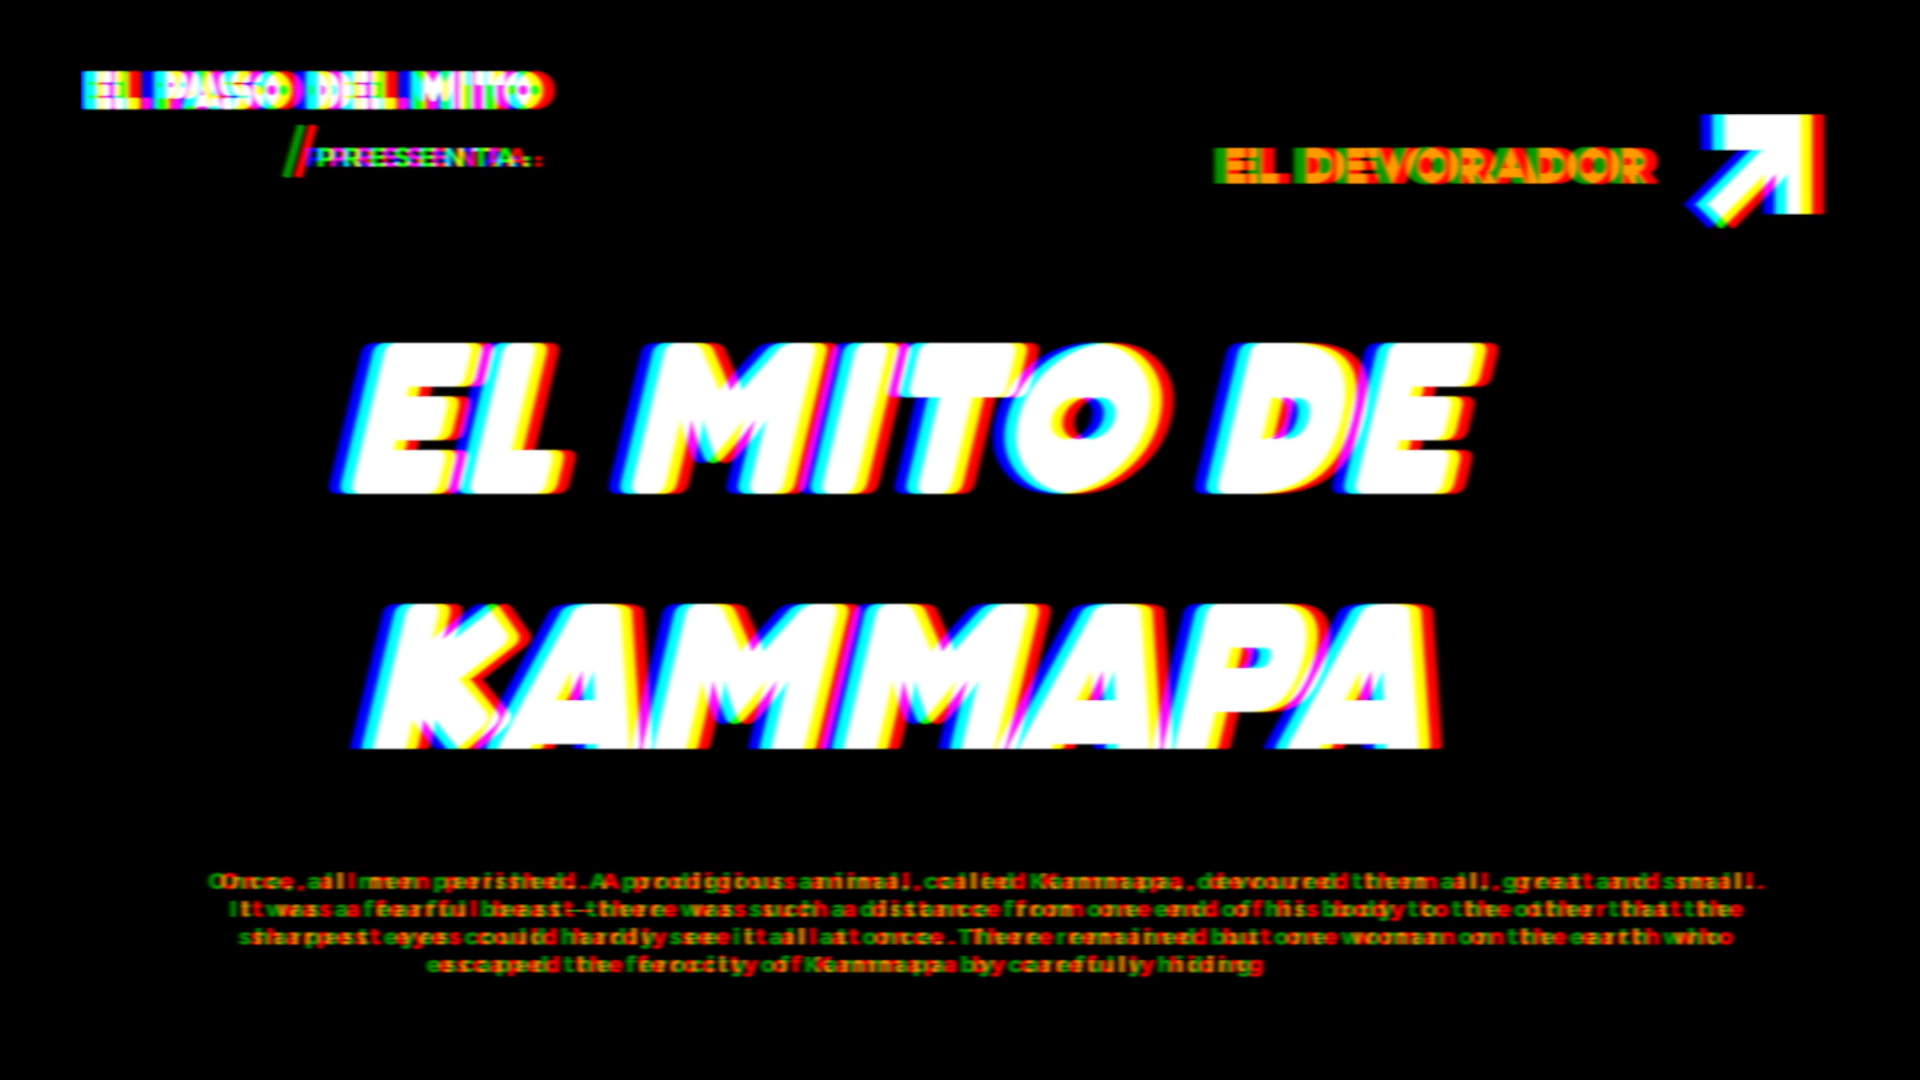 EL PASO DEL MITO
/PRESENTA:
EL DEVORADOR
EL MITO DE
KAMMAPA
Once, all men perished. A prodigious animal, called Kammapa, devoured them all, great and small.
It was a fearful beast--there was such a distance from one end of his body to the other that the
sharpest eyes could hardly see it all at once. There remained but one woman on the earth who
escaped the ferocity of Kammapa by carefully hiding